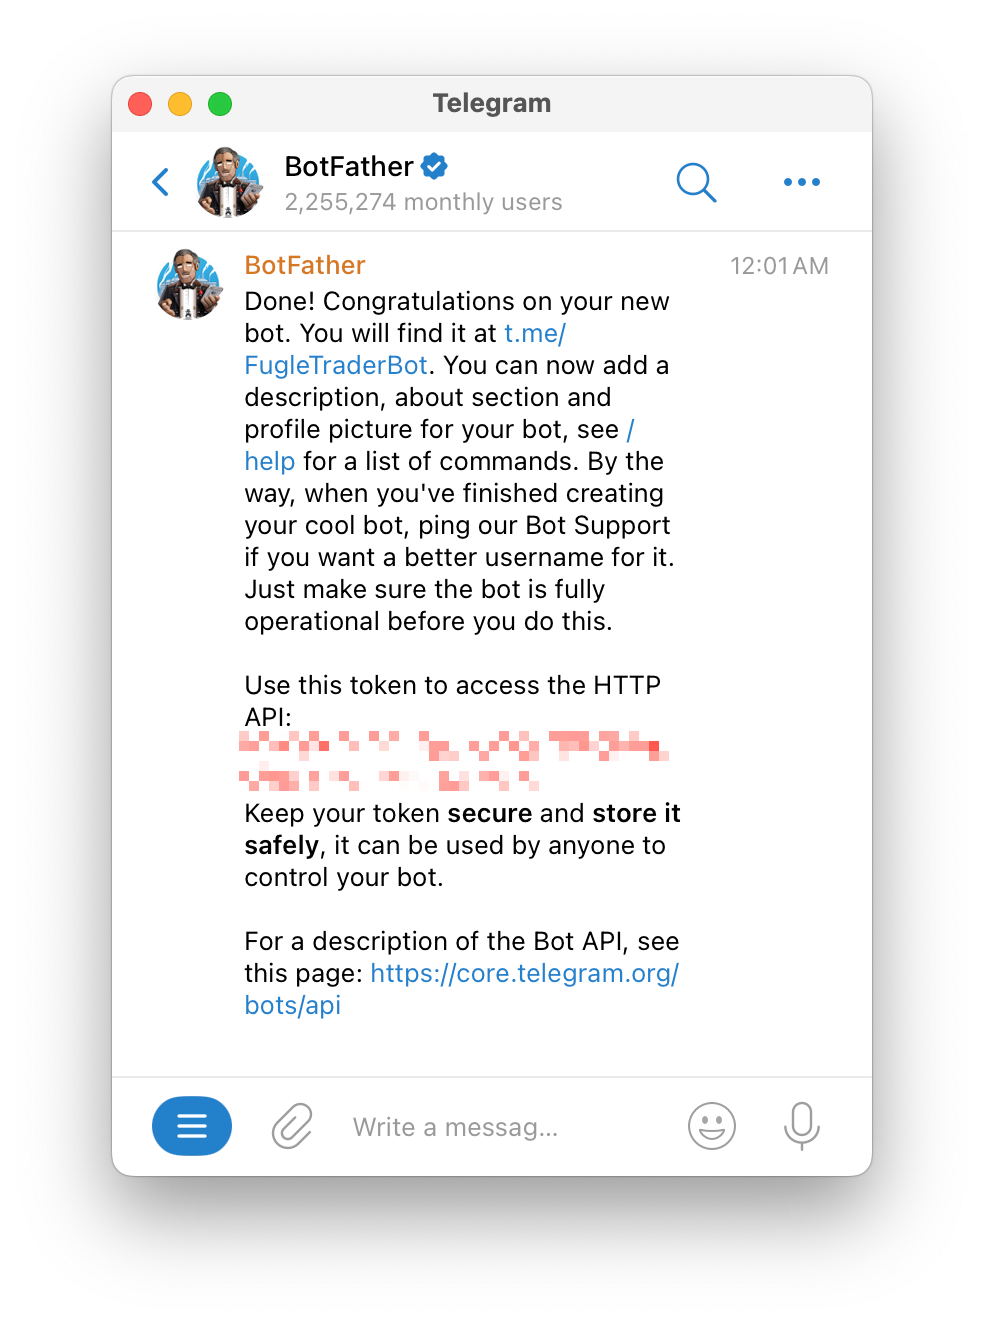 Telegram
BotFather
2,255,274 monthly users
BotFather
12:01 AM
Done! Congratulations on your new
bot. You will find it at t.me/
FugleTraderBot. You can now add a
description, about section and
profile picture for your bot, see /
help for a list of commands. By the
way, when you've finished creating
your cool bot, ping our Bot Support
if you want a better username for it.
Just make sure the bot is fully
operational before you do this.
Use this token to access the HTTP
API:
Keep your token secure and store it
safely, it can be used by anyone to
control your bot.
For a description of the Bot API, see
this page: https://core.telegram.org/
bots/api
Write a messag...